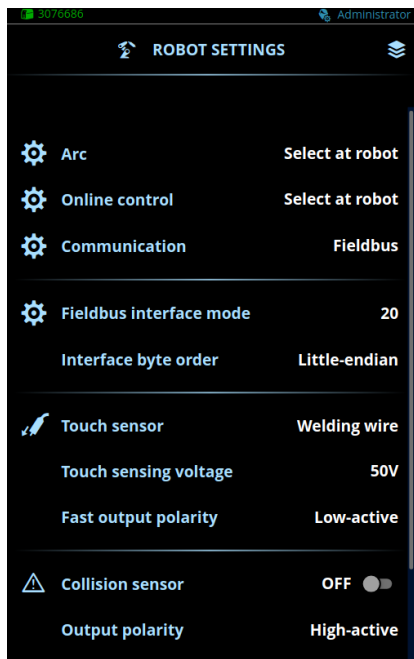 3076686 Administrator
ROBOT SETTINGS
Arc Select at robot
Online control Select at robot
Communication Fieldbus
Fieldbus interface mode 20
Interface byte order Little-endian
Touch sensor Welding wire
Touch sensing voltage 50V
Fast output polarity Low-active
Collision sensor OFF
Output polarity High-active